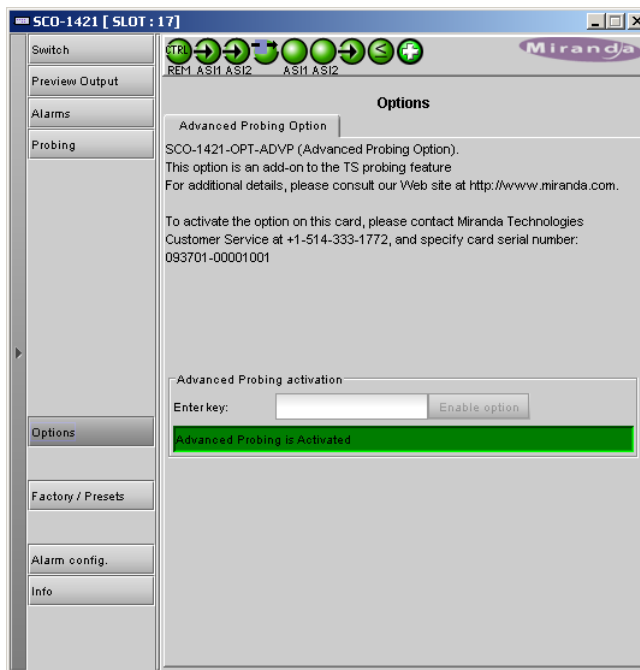 SCO-1421 [ SLOT : 17]
Switch
Preview Output
Alarms
Probing
Options
Factory / Presets
Alarm config.
Info
CTRL
REM ASI1 ASI2 ASI1 ASI2
Miranda
Options
Advanced Probing Option
SCO-1421-OPT-ADVP (Advanced Probing Option).
This option is an add-on to the TS probing feature
For additional details, please consult our Web site at http://www.miranda.com.
To activate the option on this card, please contact Miranda Technologies
Customer Service at +1-514-333-1772, and specify card serial number:
093701-00001001
Advanced Probing activation
Enter key:
Enable option
Advanced Probing is Activated